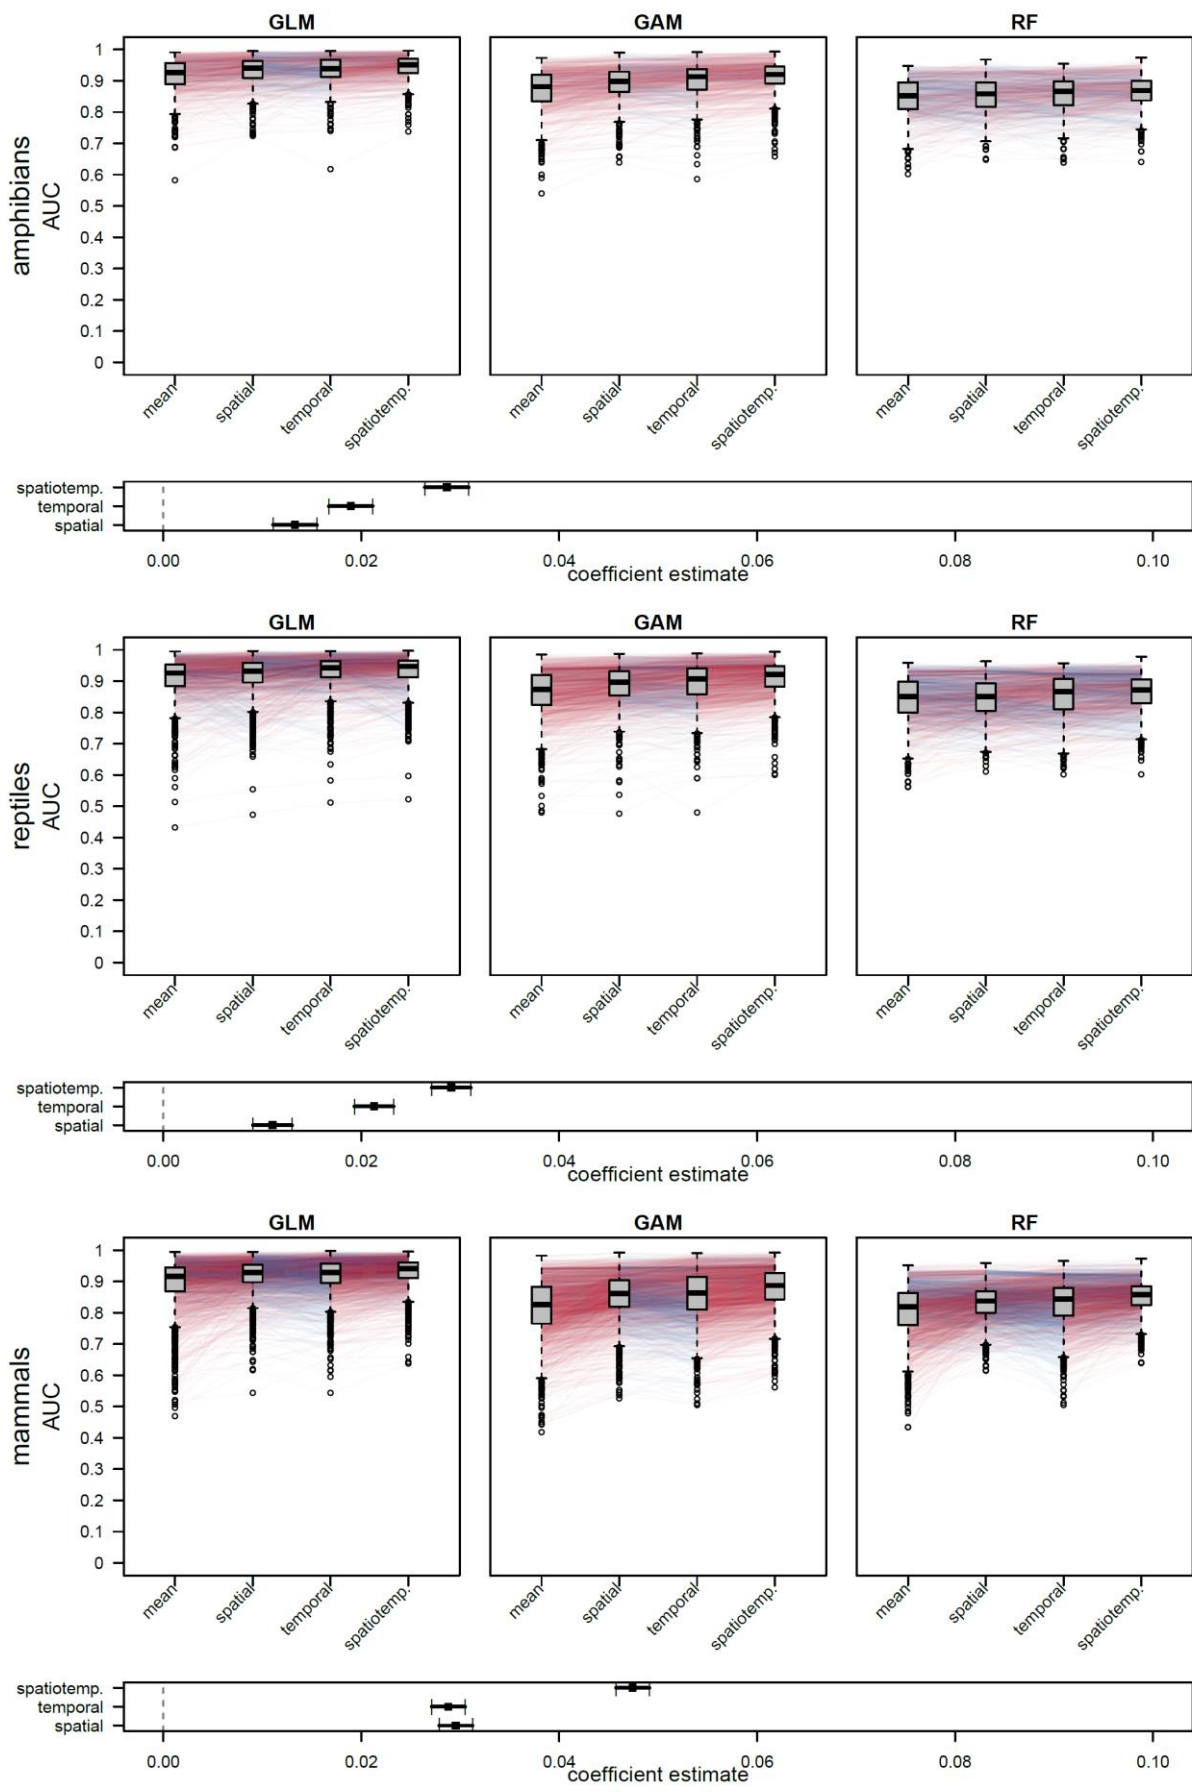 GLM GAM RF
amphibians
AUC
1
0.9
0.8
0.7
0.6
0.5
0.4
0.3
0.2
0.1
0
mean spatial temporal spatiotemp. mean spatial temporal spatiotemp. mean spatial temporal spatiotemp.
spatiotemp.
temporal
spatial
0.00 0.02 0.04 0.06 0.08 0.10
coefficient estimate
GLM GAM RF
reptiles
AUC
1
0.9
0.8
0.7
0.6
0.5
0.4
0.3
0.2
0.1
0
mean spatial temporal spatiotemp. mean spatial temporal spatiotemp. mean spatial temporal spatiotemp.
spatiotemp.
temporal
spatial
0.00 0.02 0.04 0.06 0.08 0.10
coefficient estimate
GLM GAM RF
mammals
AUC
1
0.9
0.8
0.7
0.6
0.5
0.4
0.3
0.2
0.1
0
mean spatial temporal spatiotemp. mean spatial temporal spatiotemp. mean spatial temporal spatiotemp.
spatiotemp.
temporal
spatial
0.00 0.02 0.04 0.06 0.08 0.10
coefficient estimate